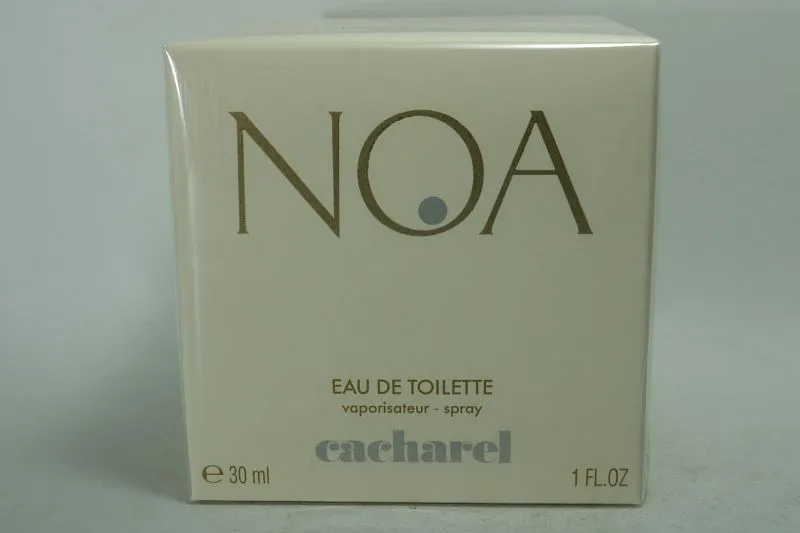 NOA
EAU DE TOILETTE
vaporisateur - spray
cacharel
℮ 30 ml 1 FL.OZ